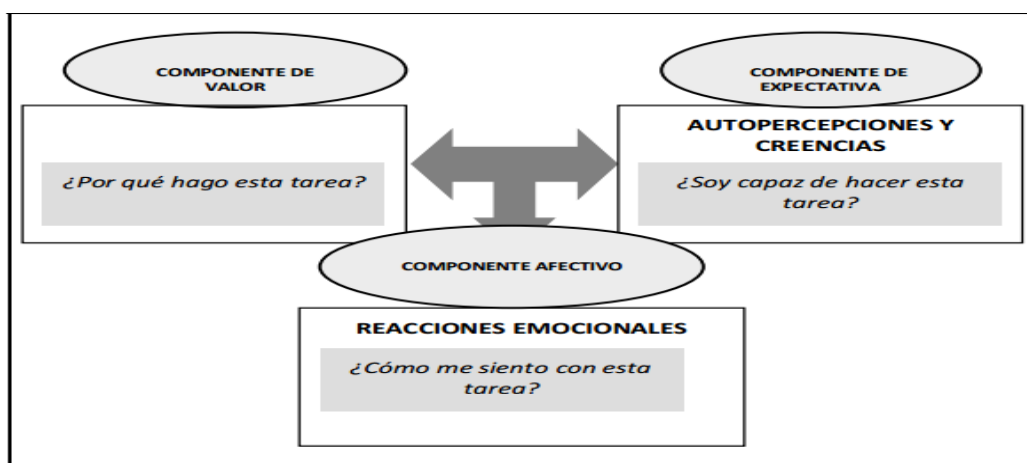 COMPONENTE DE
VALOR
¿Por qué hago esta tarea?
COMPONENTE DE
EXPECTATIVA
AUTOPERCEPCIONES Y
CREENCIAS
¿Soy capaz de hacer esta
tarea?
COMPONENTE AFECTIVO
REACCIONES EMOCIONALES
¿Cómo me siento con esta
tarea?